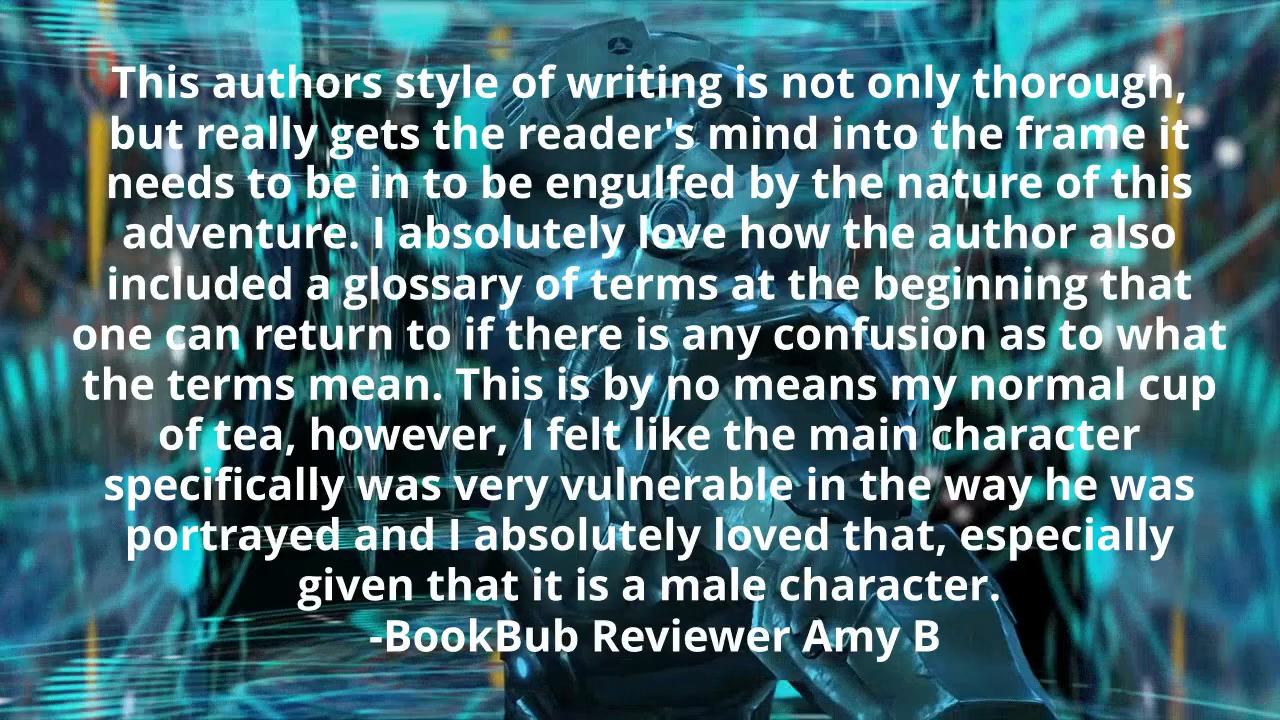 This authors style of writing is not only thorough,
but really gets the reader's mind into the frame it
needs to be in to be engulfed by the nature of this
adventure. I absolutely love how the author also
included a glossary of terms at the beginning that
one can return to if there is any confusion as to what
the terms mean. This is by no means my normal cup
of tea, however, I felt like the main character
specifically was very vulnerable in the way he was
portrayed and I absolutely loved that, especially
given that it is a male character.
-BookBub Reviewer Amy B